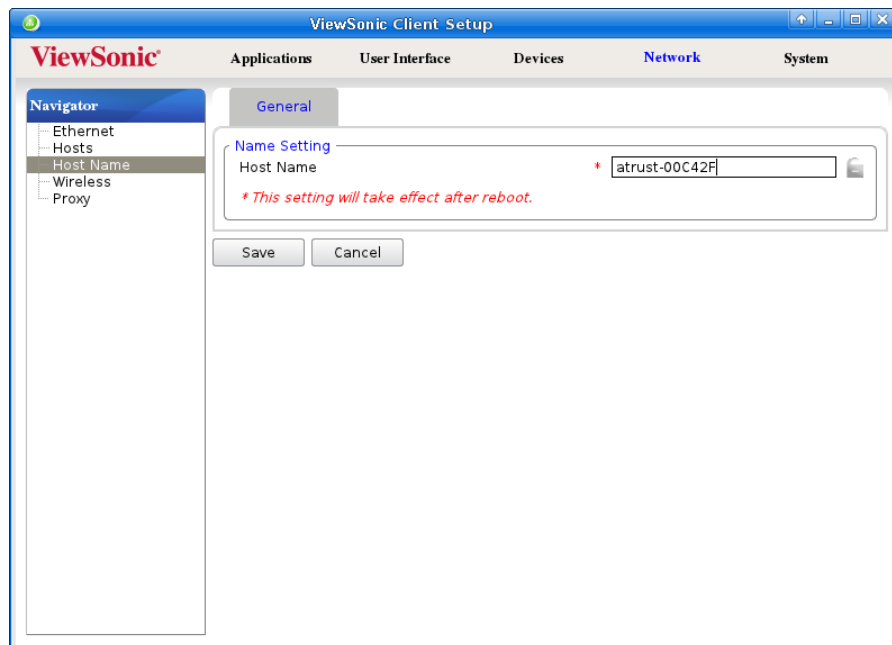 ViewSonic Client Setup
ViewSonic®
Applications User Interface Devices Network System
Navigator
Ethernet
Hosts
Host Name
Wireless
Proxy
General
Name Setting
Host Name * atrust-00C42F
* This setting will take effect after reboot.
Save Cancel